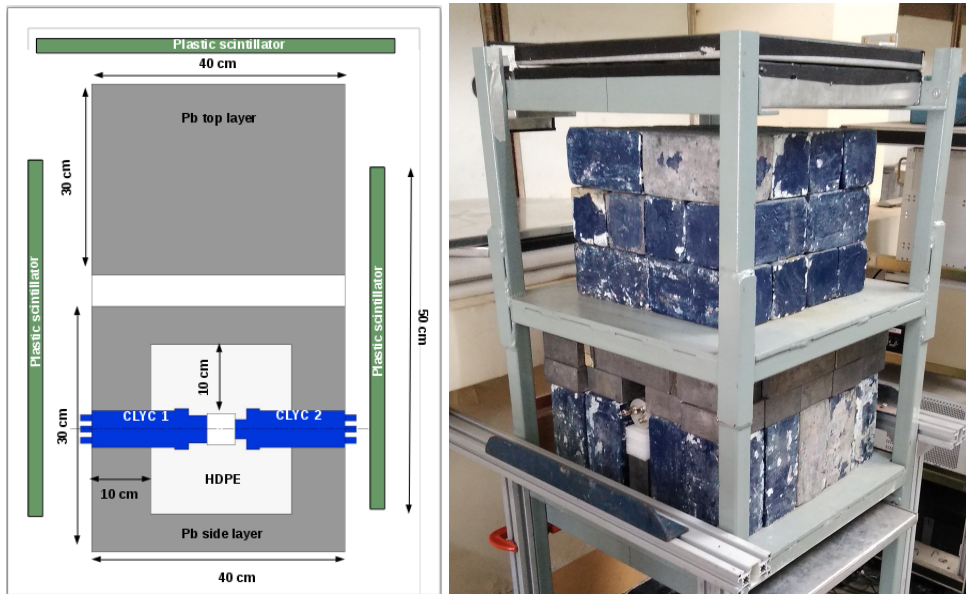 Plastic scintillator
40 cm
Pb top layer
30 cm
Plastic scintillator
Plastic scintillator
50 cm
10 cm
CLYC 1
CLYC 2
30 cm
HDPE
10 cm
Pb side layer
40 cm